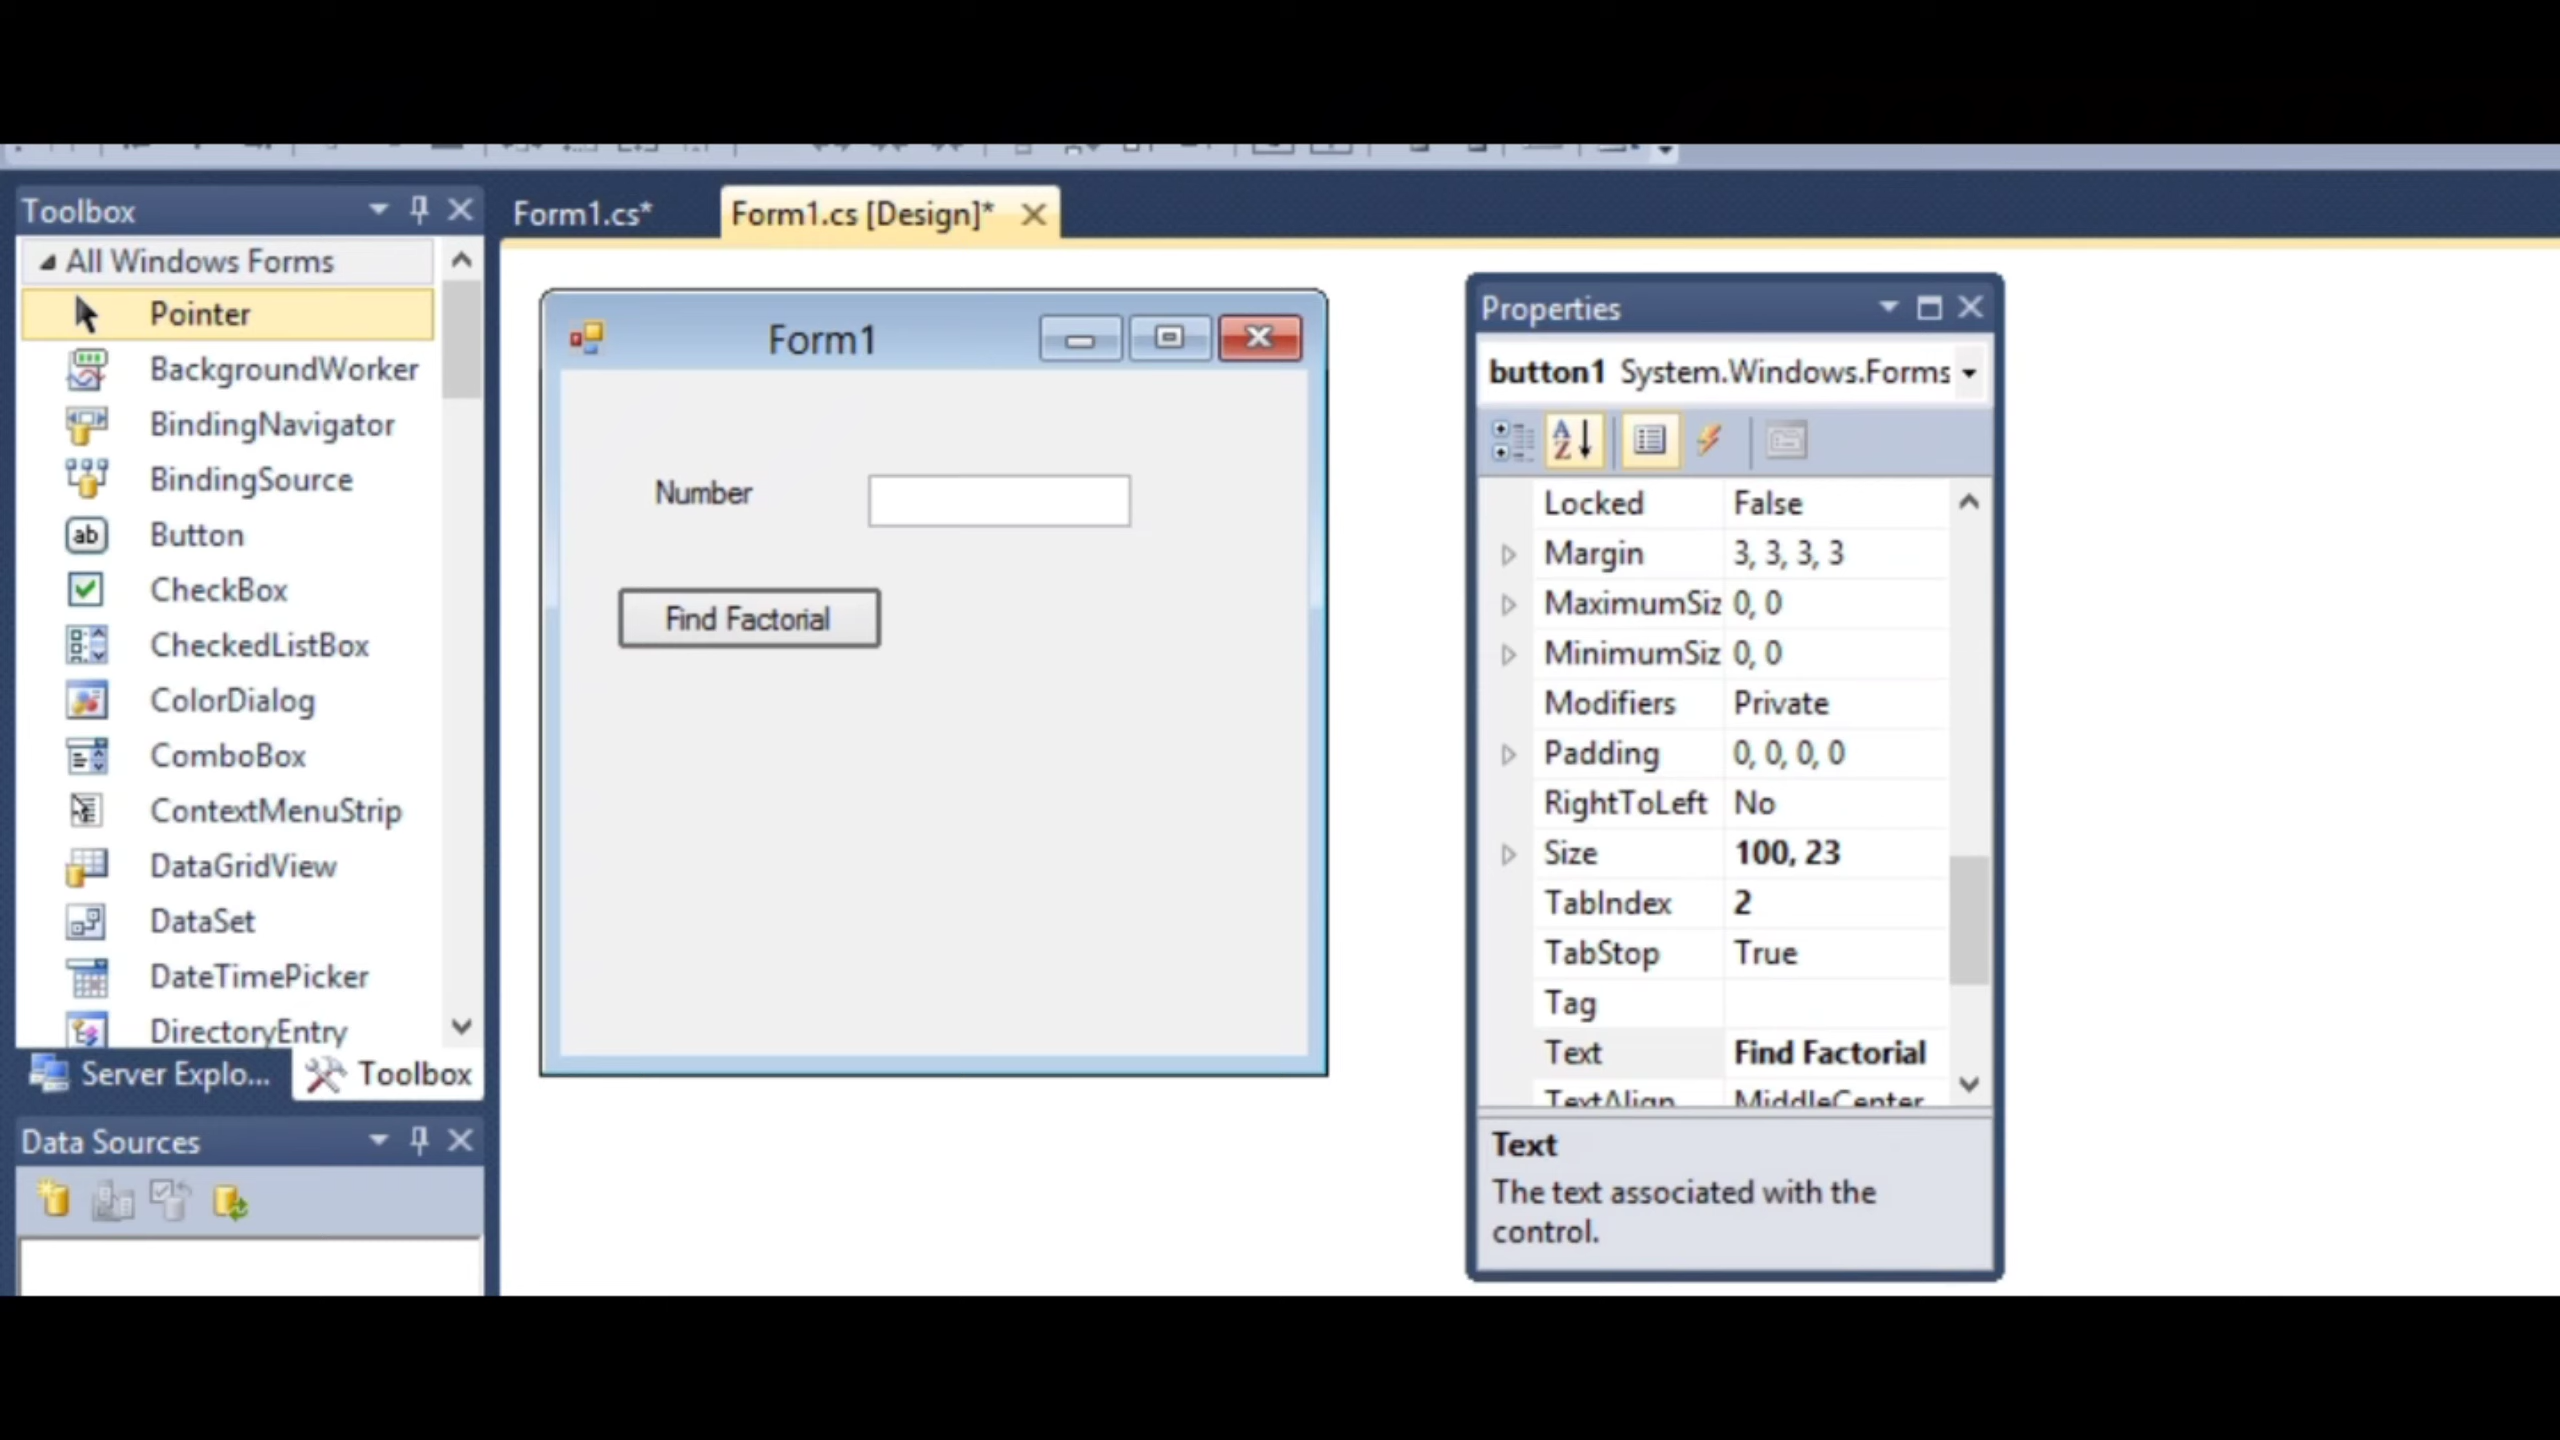 Toolbox
All Windows Forms
Pointer
BackgroundWorker
BindingNavigator
BindingSource
ab Button
CheckBox
CheckedListBox
ColorDialog
ComboBox
ContextMenuStrip
DataGridView
DataSet
DateTimePicker
DirectoryEntry
Server Explo...
Toolbox
Data Sources
Form1.cs*
Form1.cs [Design]*
Form1
Number
Find Factorial
Properties
button1 System.Windows.Forms
A
Z
Locked False
Margin 3, 3, 3, 3
MaximumSiz 0, 0
MinimumSiz 0, 0
Modifiers Private
Padding 0, 0, 0, 0
RightToLeft No
Size 100, 23
TabIndex 2
TabStop True
Tag
Text Find Factorial
TextAlign MiddleCenter
Text
The text associated with the
control.